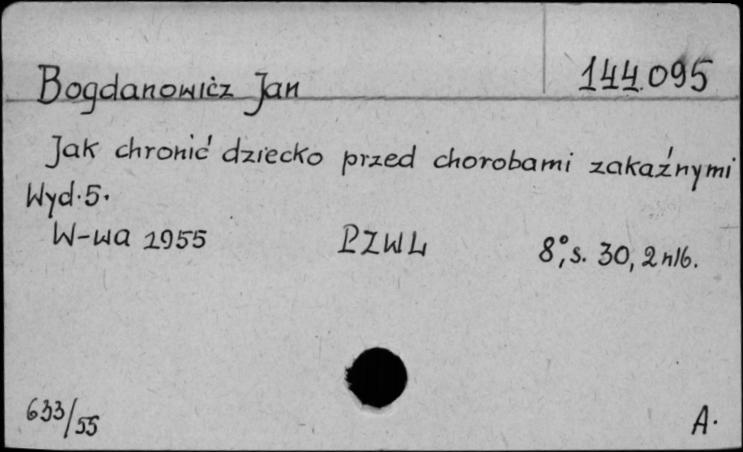 Bogdanowicz Jan 144.095
Jak chronić dziecko przed chorobami zakaźnymi
Wyd.5.
W-wa 1955 PZWL 8°, s. 30, 2 nlb.
633/55 A.